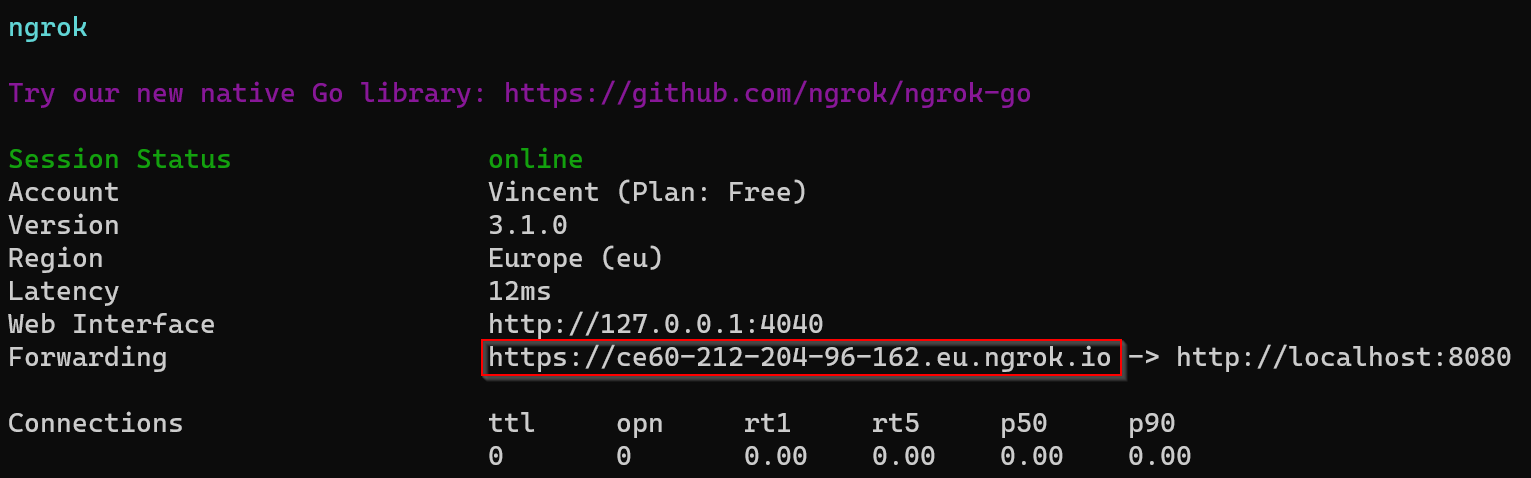 ngrok
Try our new native Go library: https://github.com/ngrok/ngrok-go
Session Status online
Account Vincent (Plan: Free)
Version 3.1.0
Region Europe (eu)
Latency 12ms
Web Interface http://127.0.0.1:4040
Forwarding https://ce60-212-204-96-162.eu.ngrok.io -> http://localhost:8080
Connections ttl opn rt1 rt5 p50 p90
0 0 0.00 0.00 0.00 0.00